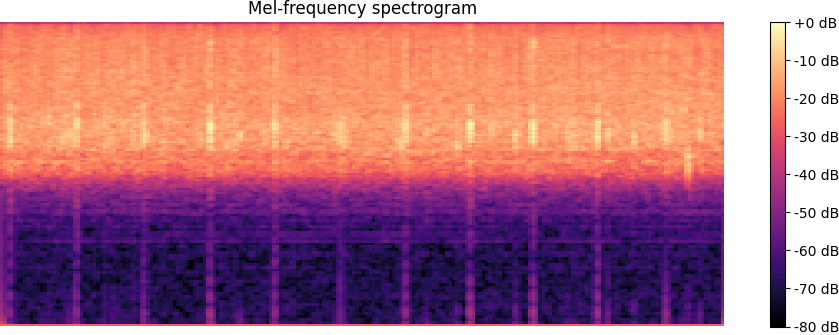 Mel-frequency spectrogram
+0 dB
-10 dB
-20 dB
-30 dB
-40 dB
-50 dB
-60 dB
-70 dB
-80 dB